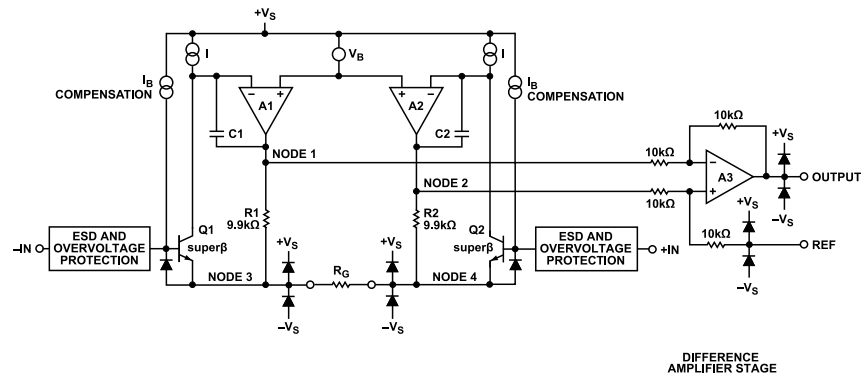 +VS
I
VB
I
IB
COMPENSATION
IB
COMPENSATION
A1
A2
− +
+ −
C1
C2
NODE 1
NODE 2
10kΩ
10kΩ
10kΩ
10kΩ
−
+
A3
+VS
−VS
OUTPUT
+VS
−VS
REF
R1
9.9kΩ
R2
9.9kΩ
Q1
superβ
Q2
superβ
−IN
ESD AND
OVERVOLTAGE
PROTECTION
ESD AND
OVERVOLTAGE
PROTECTION
+IN
NODE 3
+VS
−VS
RG
+VS
−VS
NODE 4
DIFFERENCE
AMPLIFIER STAGE